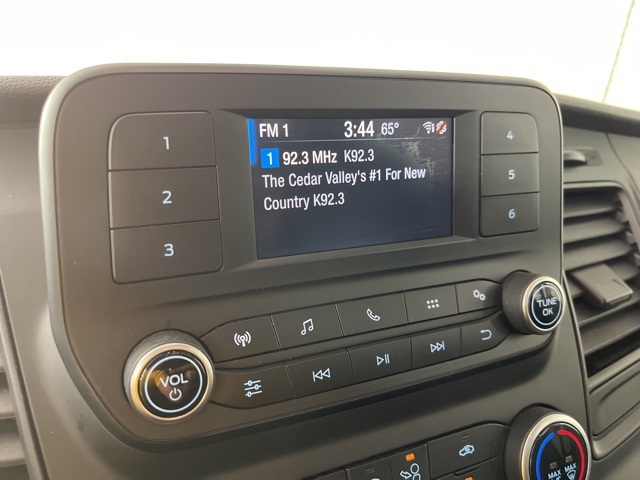 FM 1 3:44 65°
1 92.3 MHz K92.3
The Cedar Valley's #1 For New
Country K92.3
1
2
3
4
5
6
TUNE
OK
VOL
MAX
MAX